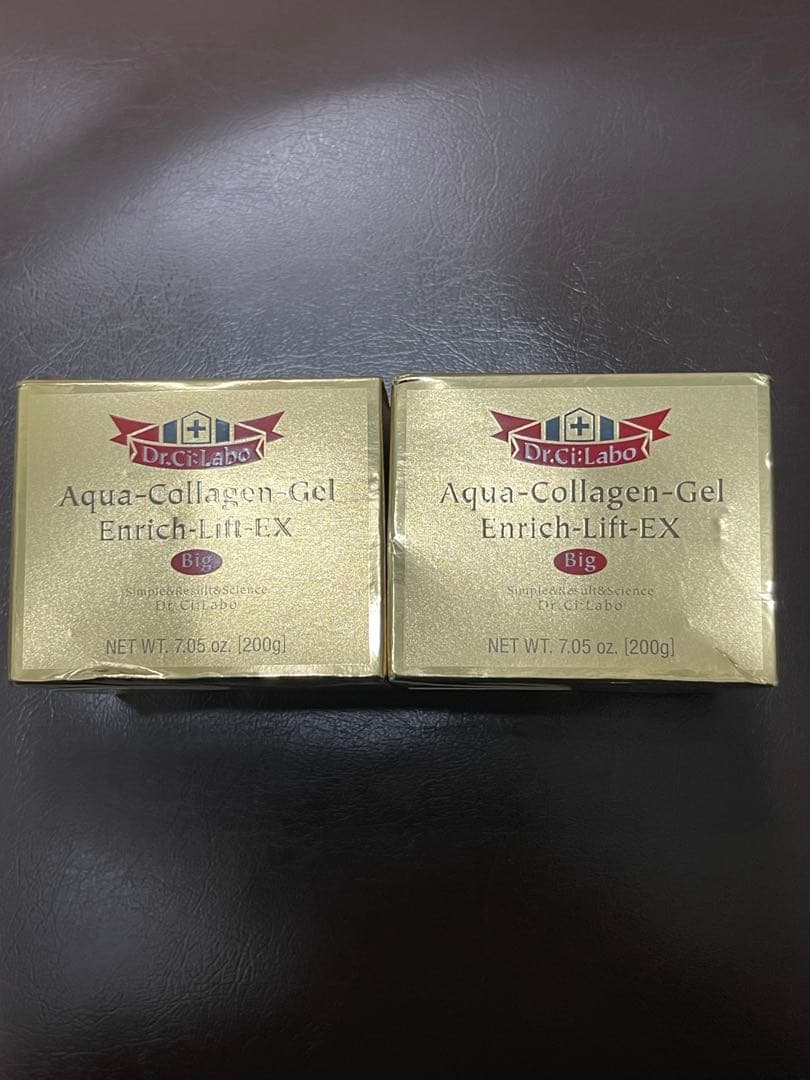 Dr.Ci:Labo
Aqua-Collagen-Gel
Enrich-Lift-EX
Big
Simple&Result&Science
Dr.Ci:Labo
NET WT. 7.05 oz. [200g]
Dr.Ci:Labo
Aqua-Collagen-Gel
Enrich-Lift-EX
Big
Simple&Result&Science
Dr.Ci:Labo
NET WT. 7.05 oz. [200g]